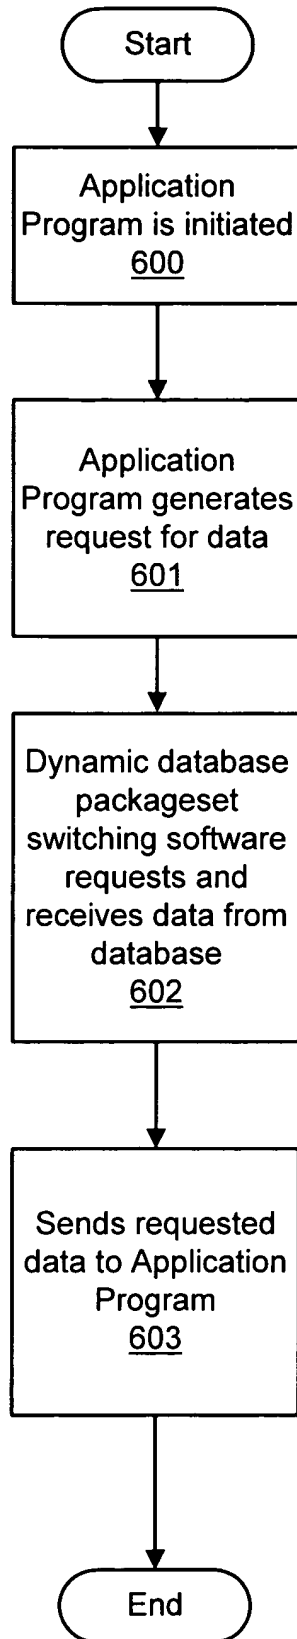 Start
Application
Program is initiated
600
Application
Program generates
request for data
601
Dynamic database
packageset
switching software
requests and
receives data from
database
602
Sends requested
data to Application
Program
603
End